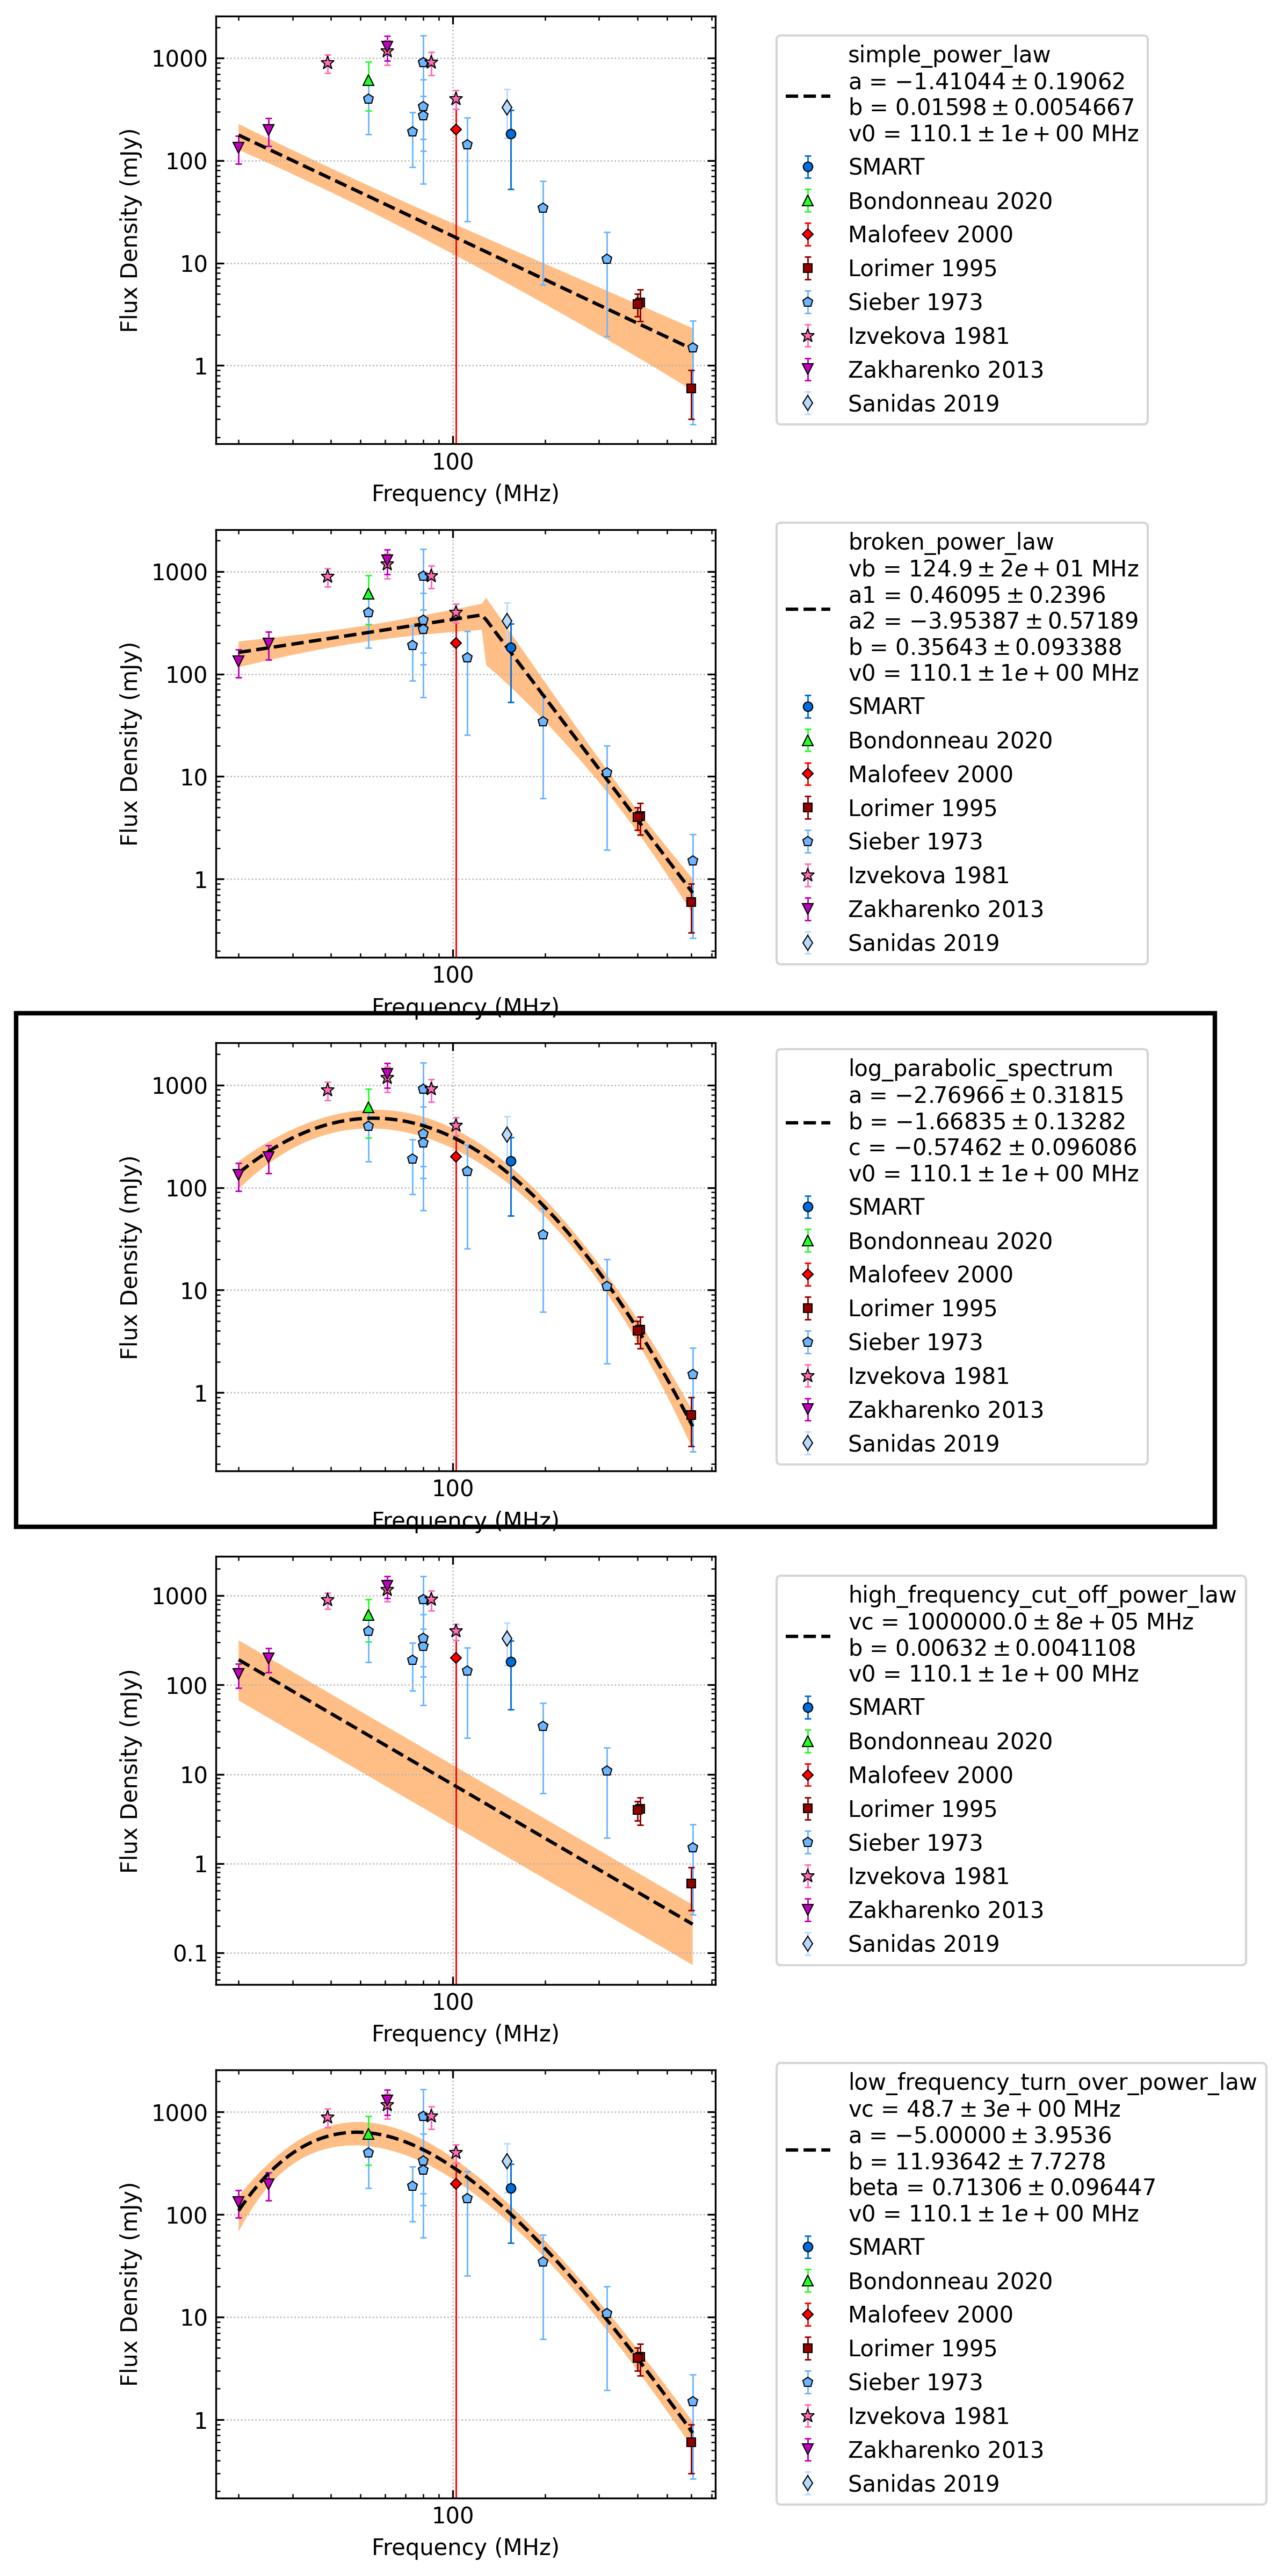 1000
100
10
1
Flux Density (mJy)
100
Frequency (MHz)
simple_power_law
a = −1.41044 ± 0.19062
b = 0.01598 ± 0.0054667
v0 = 110.1 ± 1e + 00 MHz
SMART
Bondonneau 2020
Malofeev 2000
Lorimer 1995
Sieber 1973
Izvekova 1981
Zakharenko 2013
Sanidas 2019
1000
100
10
1
Flux Density (mJy)
100
Frequency (MHz)
broken_power_law
vb = 124.9 ± 2e + 01 MHz
a1 = 0.46095 ± 0.2396
a2 = −3.95387 ± 0.57189
b = 0.35643 ± 0.093388
v0 = 110.1 ± 1e + 00 MHz
SMART
Bondonneau 2020
Malofeev 2000
Lorimer 1995
Sieber 1973
Izvekova 1981
Zakharenko 2013
Sanidas 2019
1000
100
10
1
Flux Density (mJy)
100
Frequency (MHz)
log_parabolic_spectrum
a = −2.76966 ± 0.31815
b = −1.66835 ± 0.13282
c = −0.57462 ± 0.096086
v0 = 110.1 ± 1e + 00 MHz
SMART
Bondonneau 2020
Malofeev 2000
Lorimer 1995
Sieber 1973
Izvekova 1981
Zakharenko 2013
Sanidas 2019
1000
100
10
1
0.1
Flux Density (mJy)
100
Frequency (MHz)
high_frequency_cut_off_power_law
vc = 1000000.0 ± 8e + 05 MHz
b = 0.00632 ± 0.0041108
v0 = 110.1 ± 1e + 00 MHz
SMART
Bondonneau 2020
Malofeev 2000
Lorimer 1995
Sieber 1973
Izvekova 1981
Zakharenko 2013
Sanidas 2019
1000
100
10
1
Flux Density (mJy)
100
Frequency (MHz)
low_frequency_turn_over_power_law
vc = 48.7 ± 3e + 00 MHz
a = −5.00000 ± 3.9536
b = 11.93642 ± 7.7278
beta = 0.71306 ± 0.096447
v0 = 110.1 ± 1e + 00 MHz
SMART
Bondonneau 2020
Malofeev 2000
Lorimer 1995
Sieber 1973
Izvekova 1981
Zakharenko 2013
Sanidas 2019